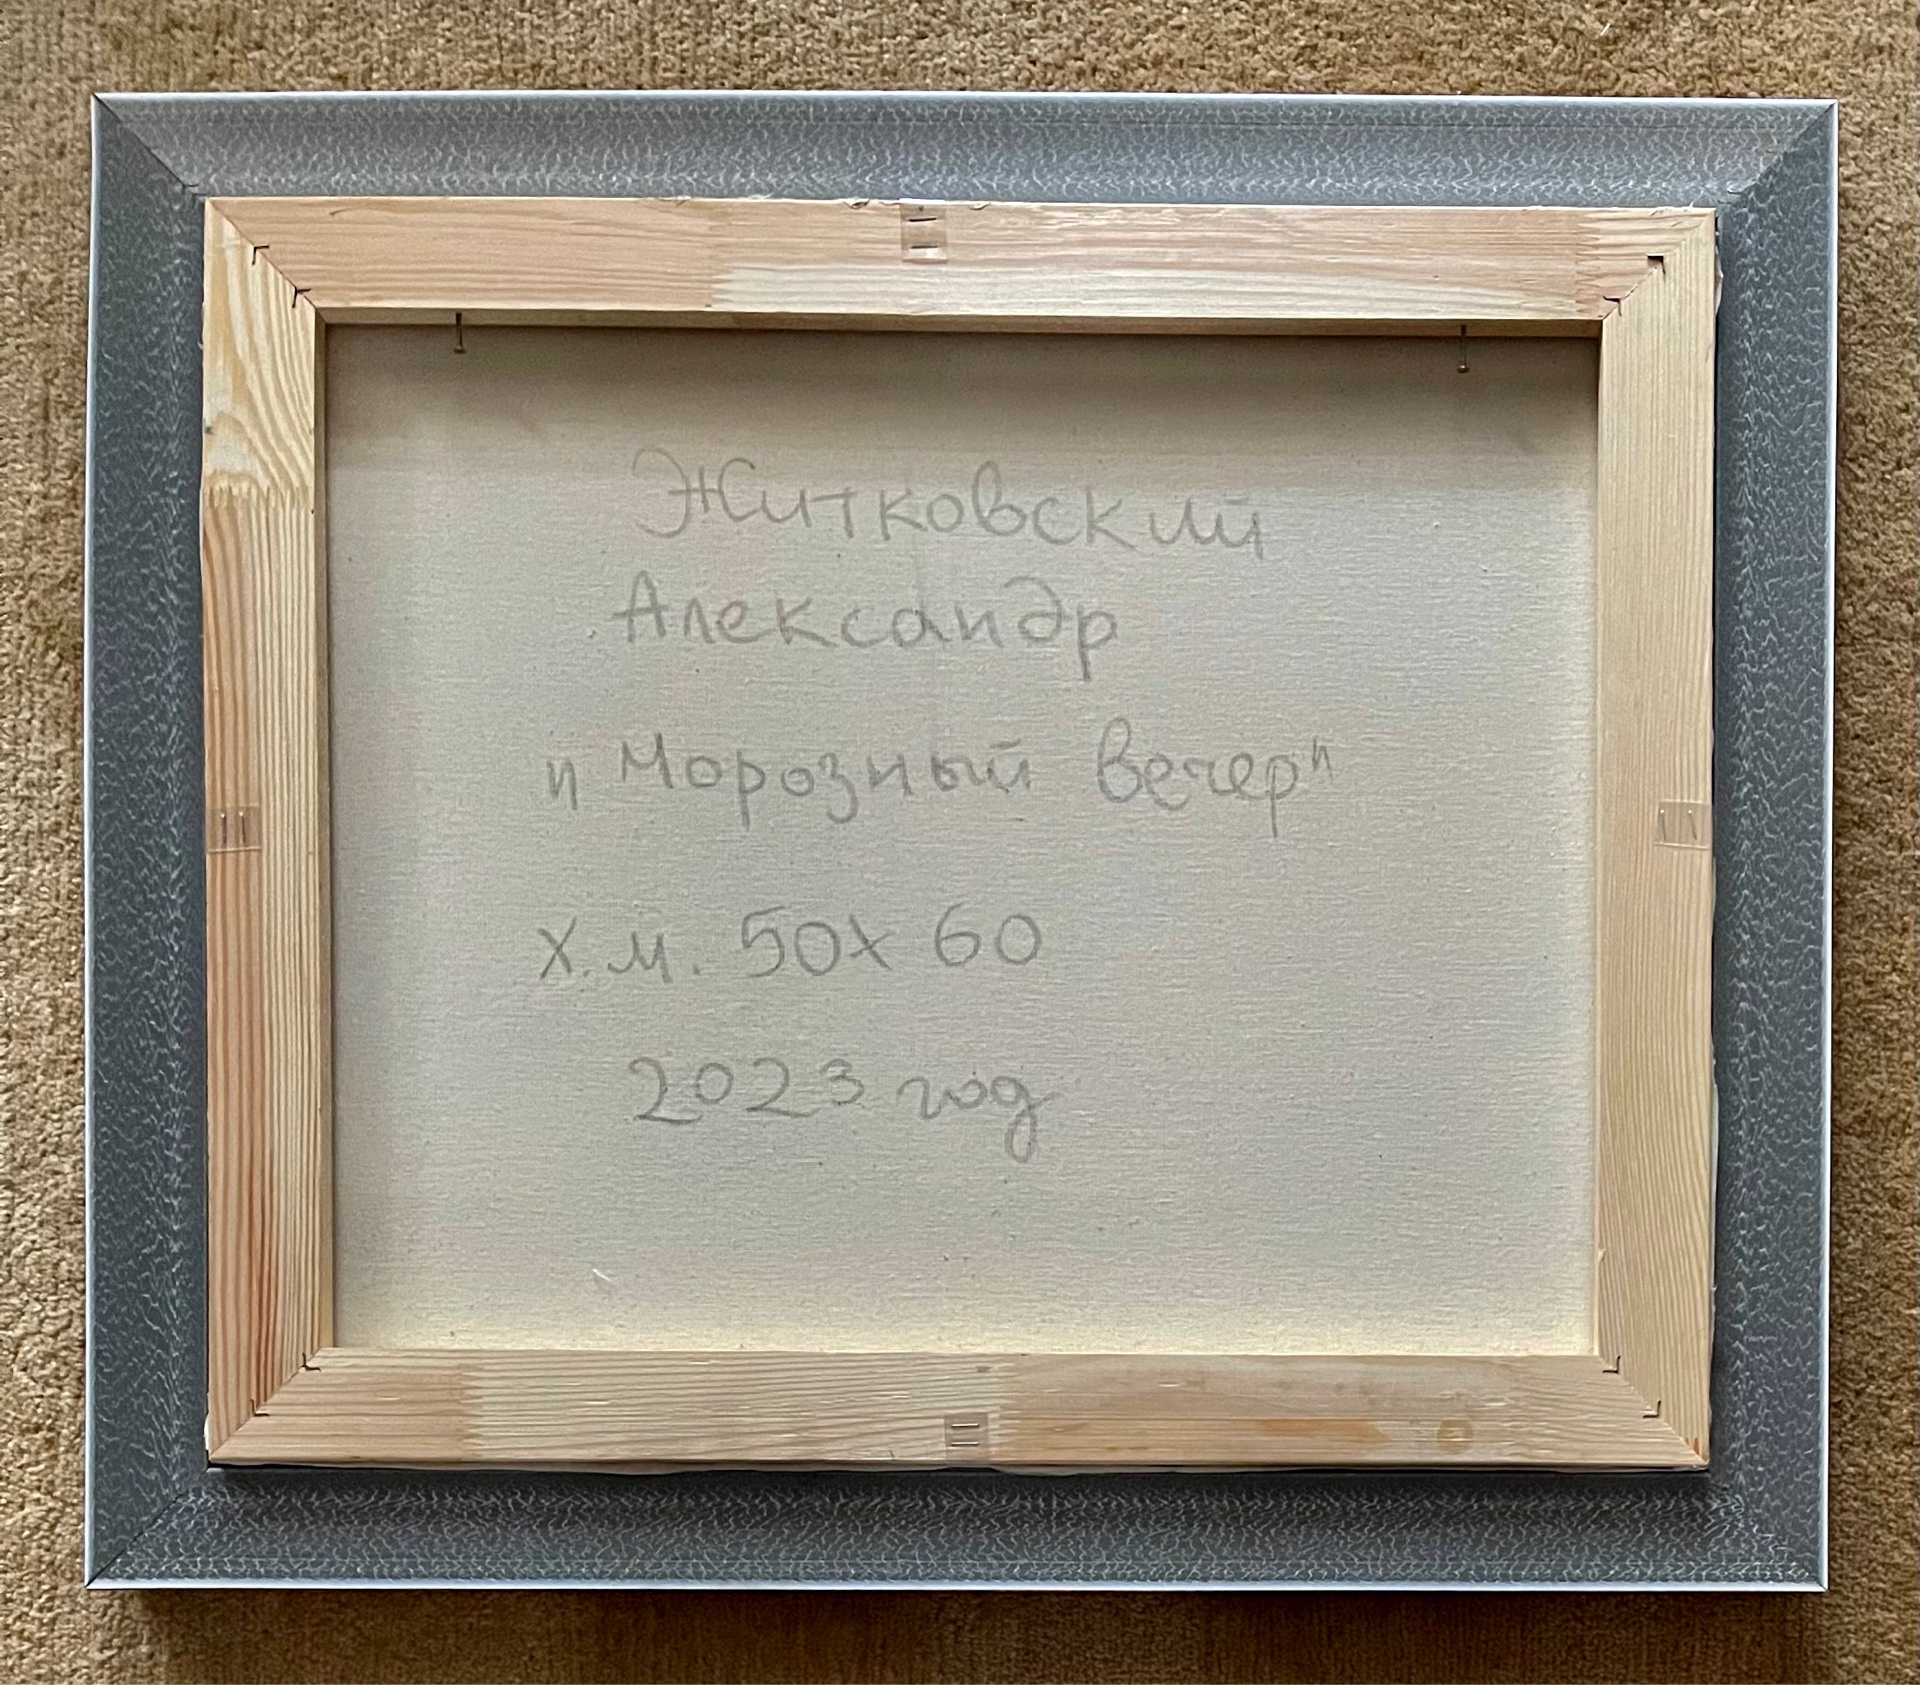 Житковский
Александр
„Морозный вечер"
х.м. 50х60
2023 год